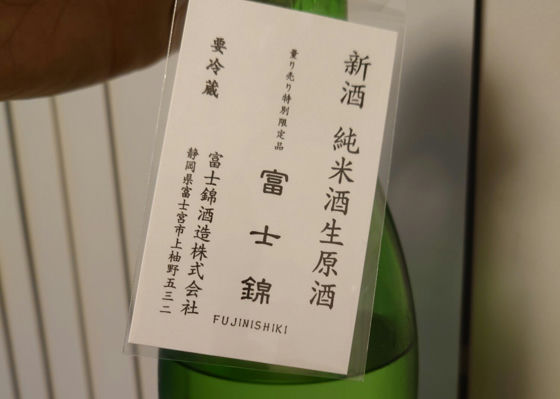 新酒 純米酒生原酒
量り売り特別限定品
富士錦
FUJINISHIKI
要冷蔵
富士錦酒造株式会社
静岡県富士宮市上柚野五三二